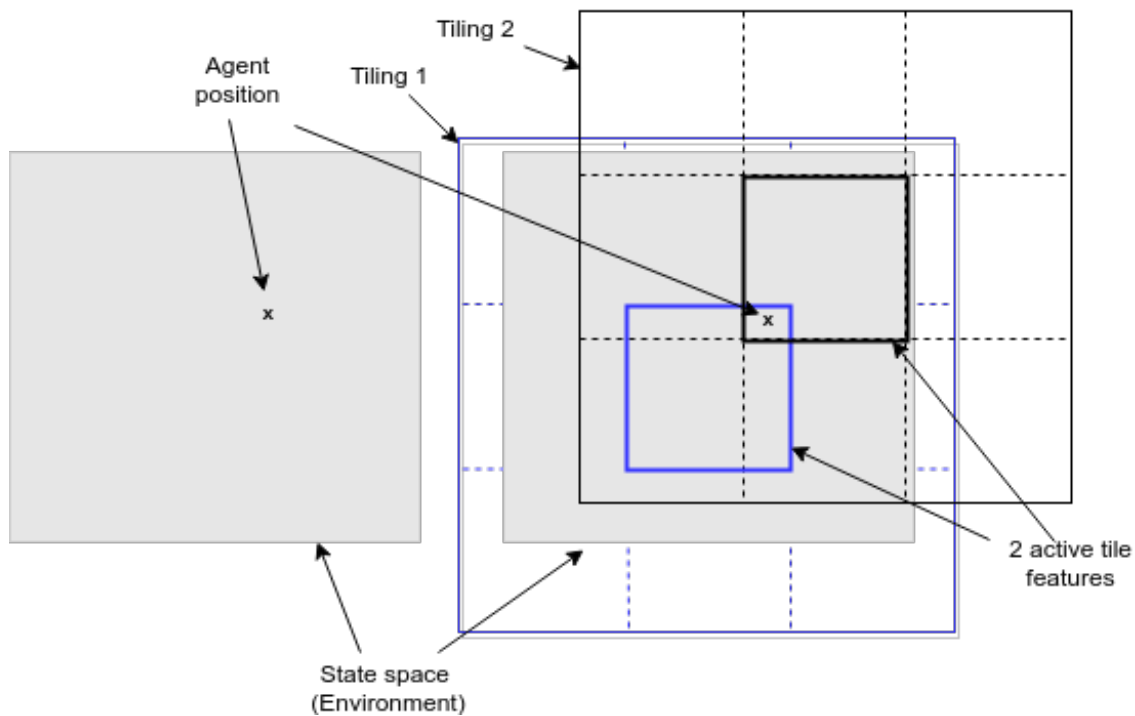 Tiling 2
Agent
position
Tiling 1
x
x
2 active tile
features
State space
(Environment)